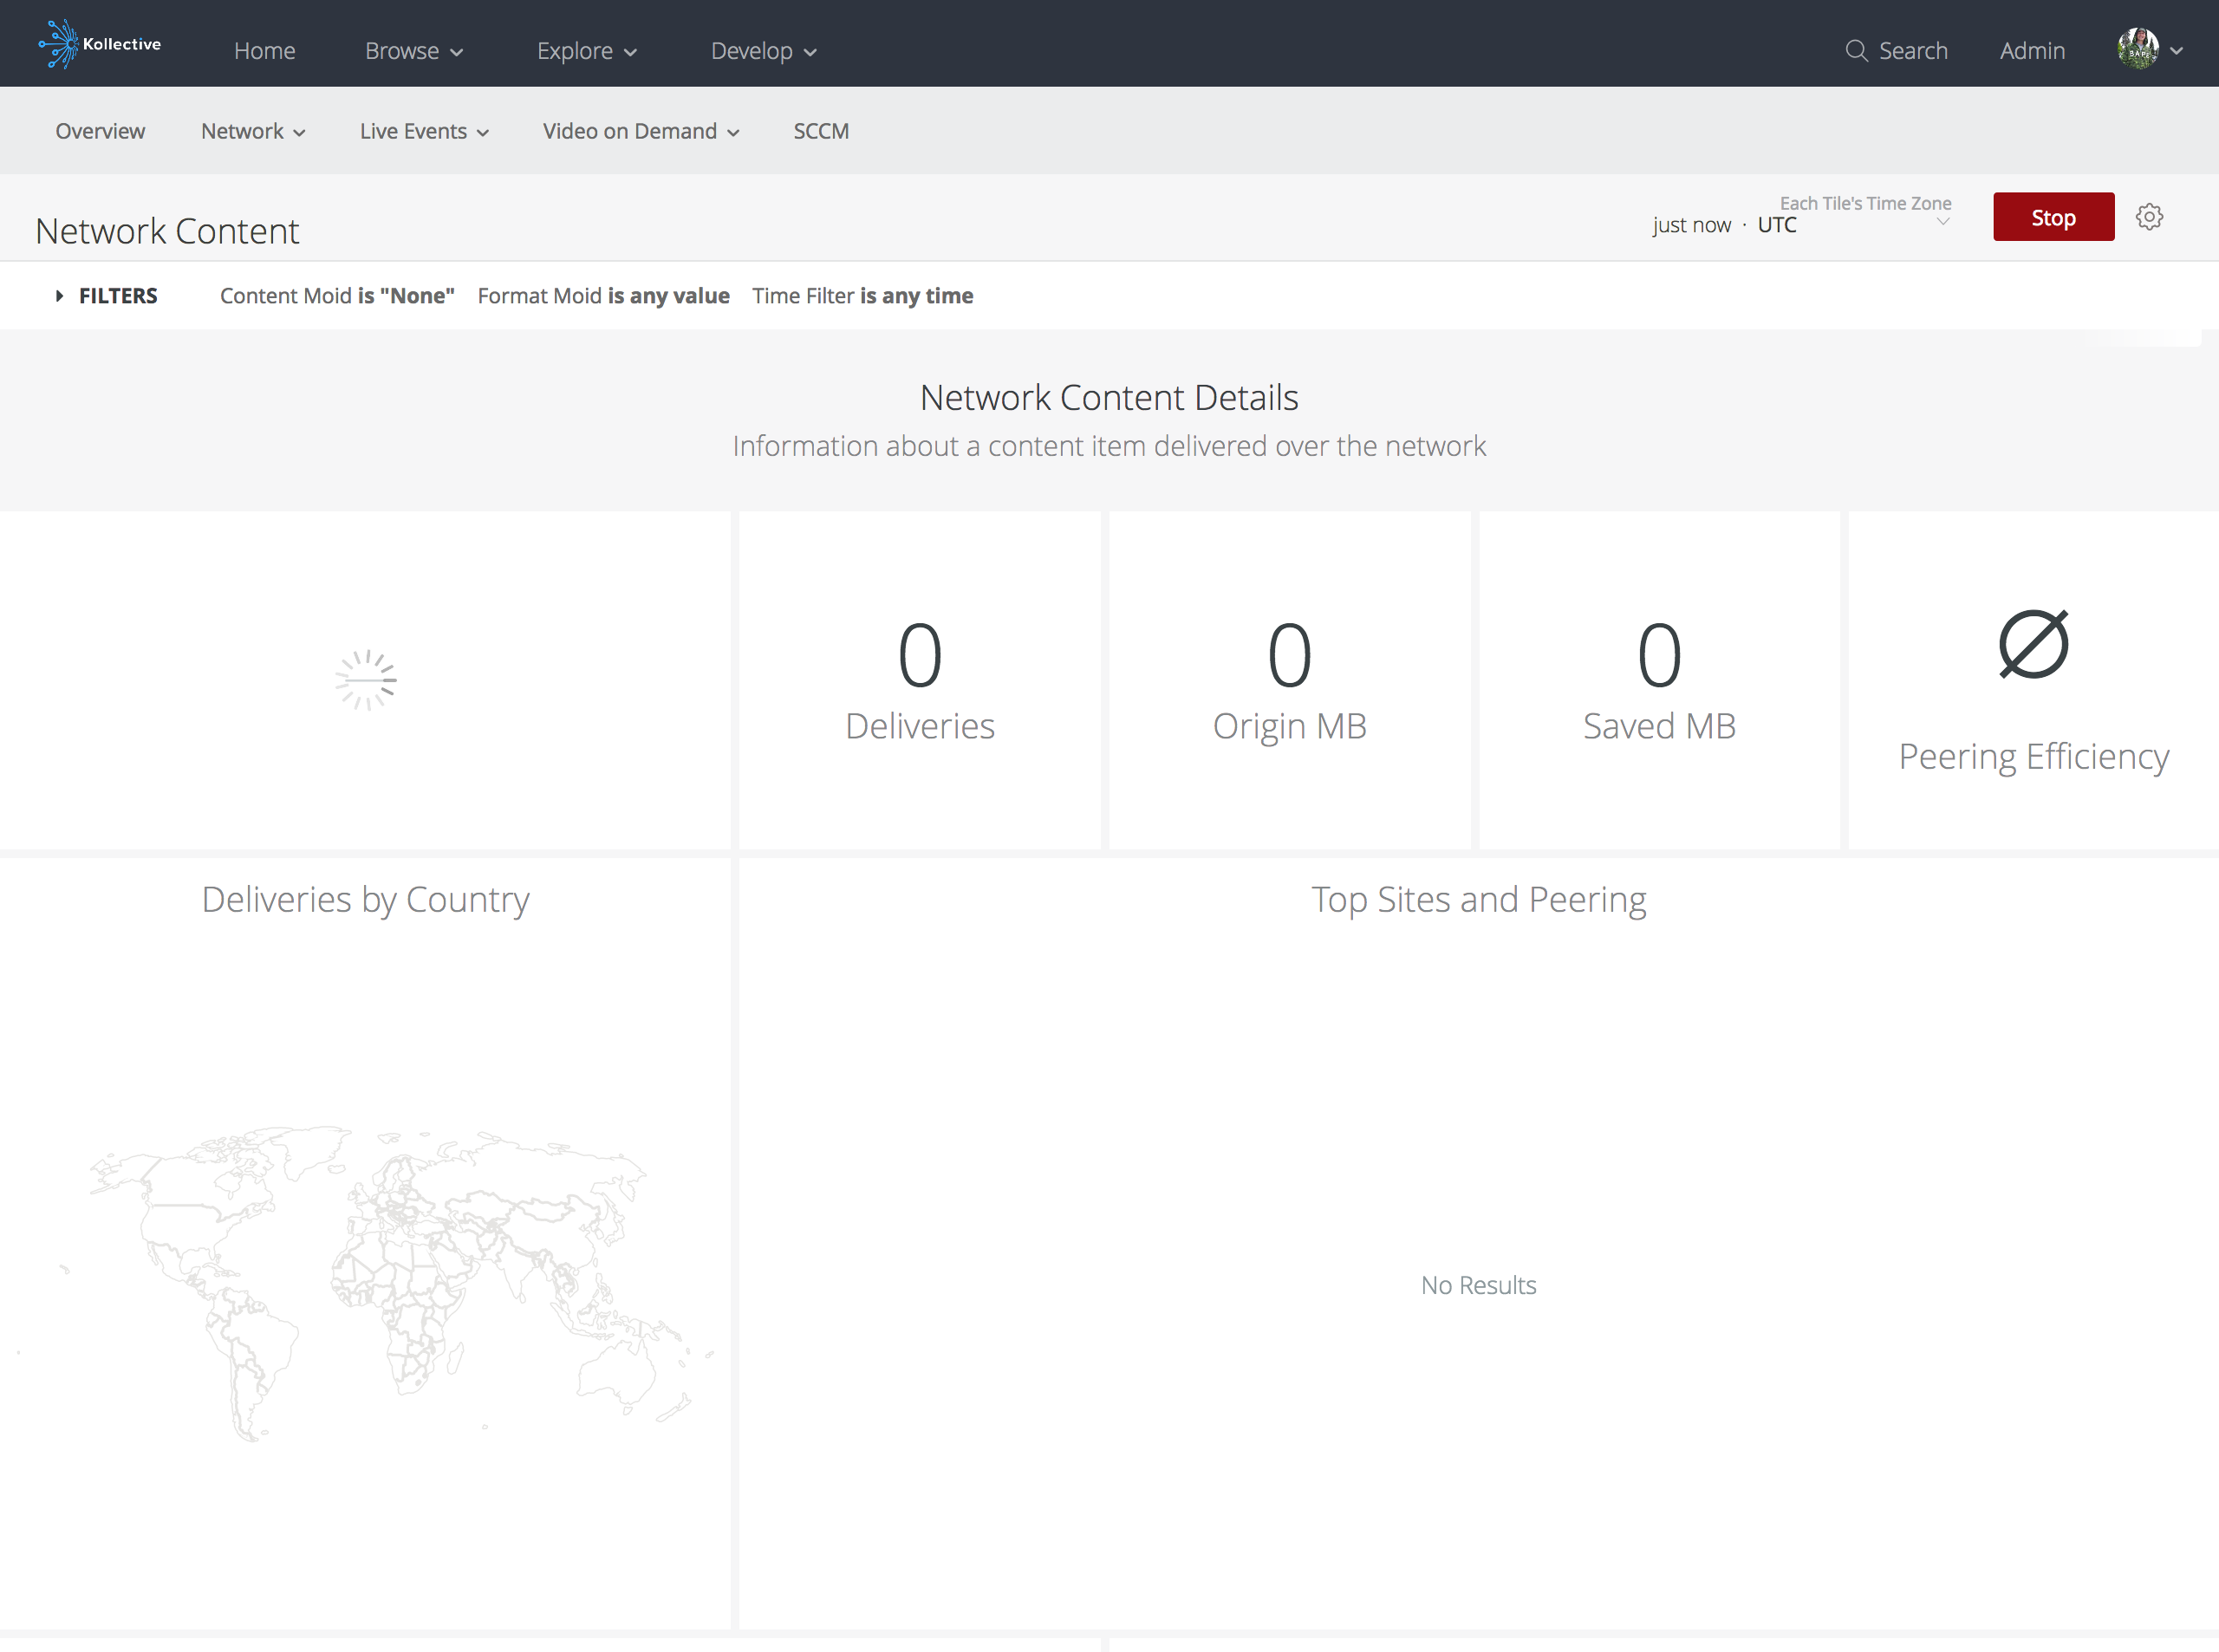 Kollective
Home
Browse
Explore
Develop
Search
Admin
Overview
Network
Live Events
Video on Demand
SCCM
Network Content
Each Tile's Time Zone
just now · UTC
Stop
FILTERS
Content Moid is "None"
Format Moid is any value
Time Filter is any time
Network Content Details
Information about a content item delivered over the network
0
Deliveries
0
Origin MB
0
Saved MB
Ø
Peering Efficiency
Deliveries by Country
Top Sites and Peering
No Results